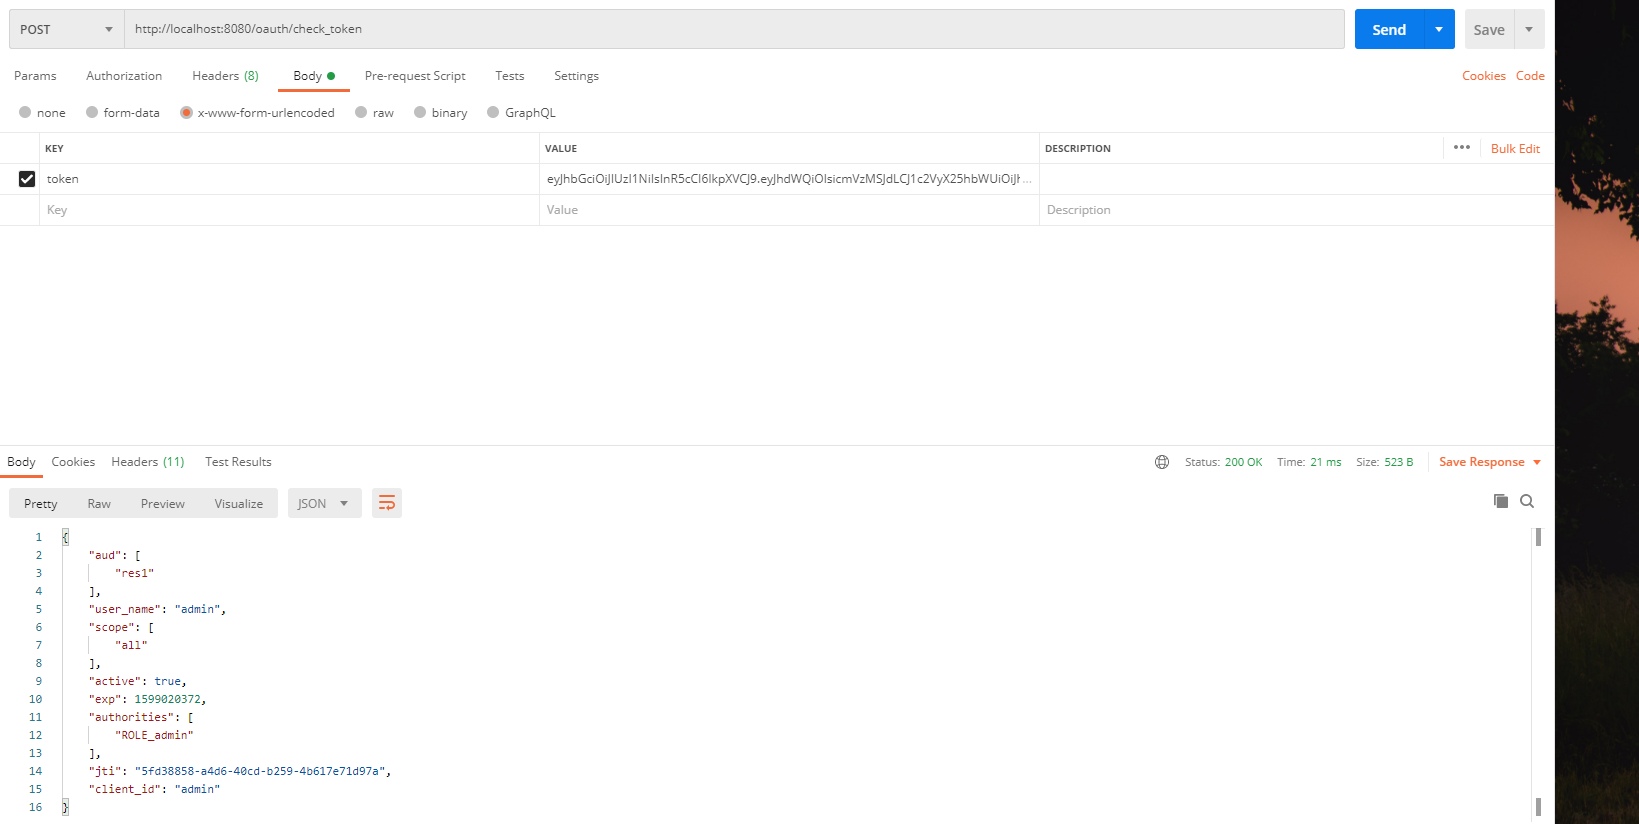 POST http://localhost:8080/oauth/check_token Send Save
Params Authorization Headers (8) Body Pre-request Script Tests Settings Cookies Code
none form-data x-www-form-urlencoded raw binary GraphQL
KEY VALUE DESCRIPTION ••• Bulk Edit
token eyJhbGciOiJIUzI1NiIsInR5cCI6IkpXVCJ9.eyJhdWQiOlsicmVzMSJdLCJ1c2VyX25hbWUiOiJh...
Key Value Description
Body Cookies Headers (11) Test Results Status: 200 OK Time: 21 ms Size: 523 B Save Response
Pretty Raw Preview Visualize JSON
1 {
2 "aud": [
3 "res1"
4 ],
5 "user_name": "admin",
6 "scope": [
7 "all"
8 ],
9 "active": true,
10 "exp": 1599020372,
11 "authorities": [
12 "ROLE_admin"
13 ],
14 "jti": "5fd38858-a4d6-40cd-b259-4b617e71d97a",
15 "client_id": "admin"
16 }